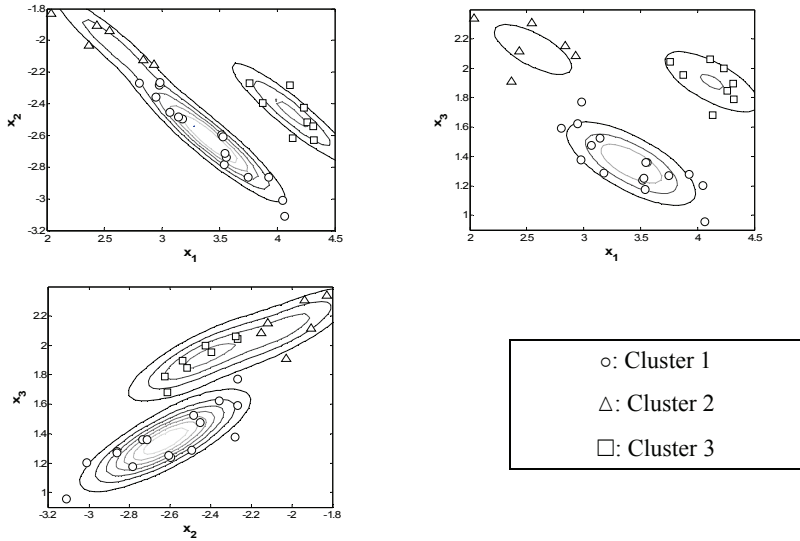 -1.8
-2
-2.2
-2.4
-2.6
-2.8
-3
-3.2
x2
2 2.5 3 3.5 4 4.5
x1
2.2
2
1.8
1.6
1.4
1.2
1
x3
2 2.5 3 3.5 4 4.5
x1
2.2
2
1.8
1.6
1.4
1.2
1
x3
-3.2 -3 -2.8 -2.6 -2.4 -2.2 -2 -1.8
x2
○: Cluster 1
△: Cluster 2
□: Cluster 3